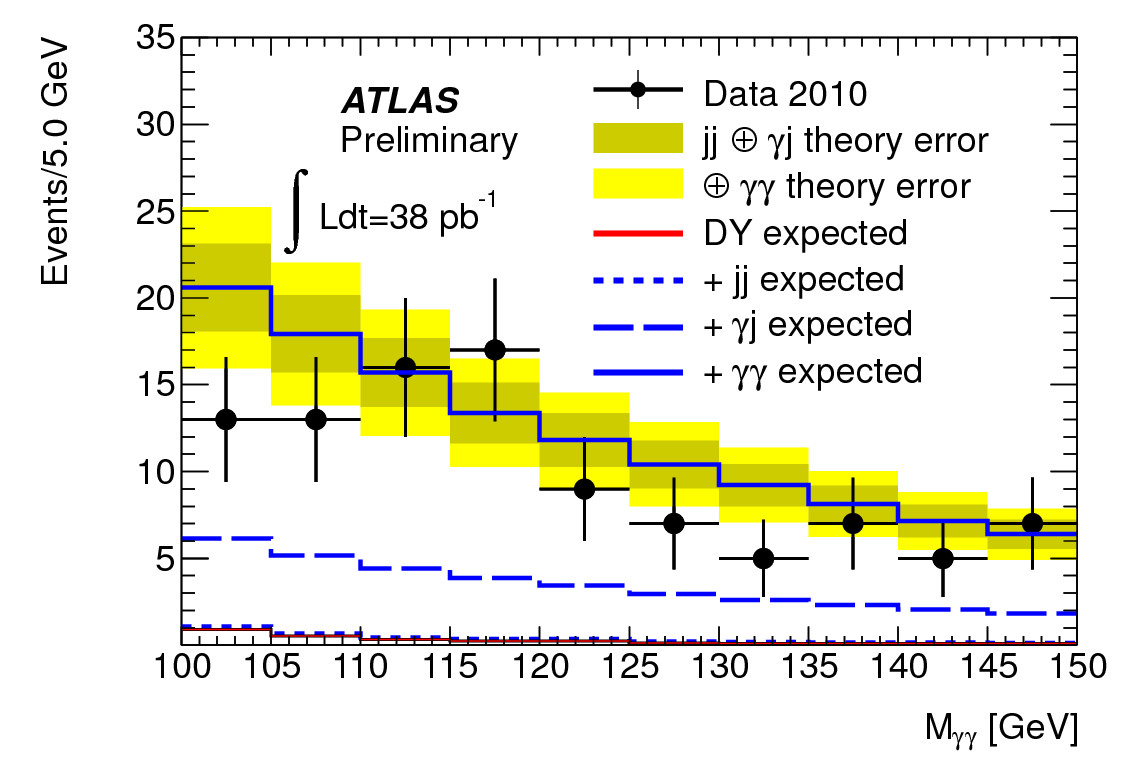 Events/5.0 GeV
35
30
25
20
15
10
5
ATLAS
Preliminary
∫ Ldt=38 pb⁻¹
Data 2010
jj ⊕ γj theory error
⊕ γγ theory error
DY expected
+ jj expected
+ γj expected
+ γγ expected
100 105 110 115 120 125 130 135 140 145 150
Mγγ [GeV]